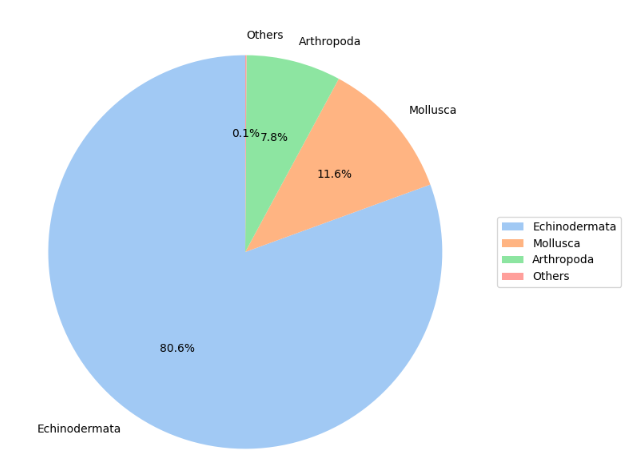 Others
Arthropoda
Mollusca
0.1%
7.8%
11.6%
80.6%
Echinodermata
Echinodermata
Mollusca
Arthropoda
Others